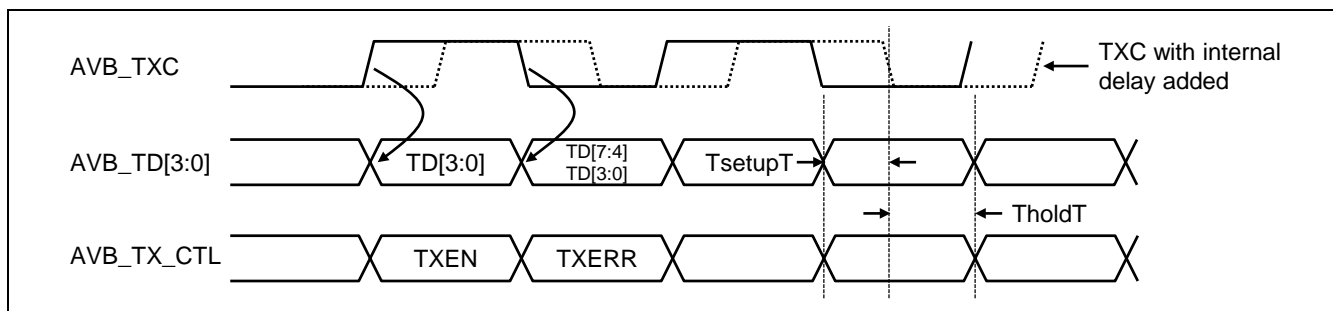 AVB_TXC
TXC with internal
delay added
AVB_TD[3:0]
TD[3:0]
TD[7:4]
TD[3:0]
TsetupT
TholdT
AVB_TX_CTL
TXEN
TXERR